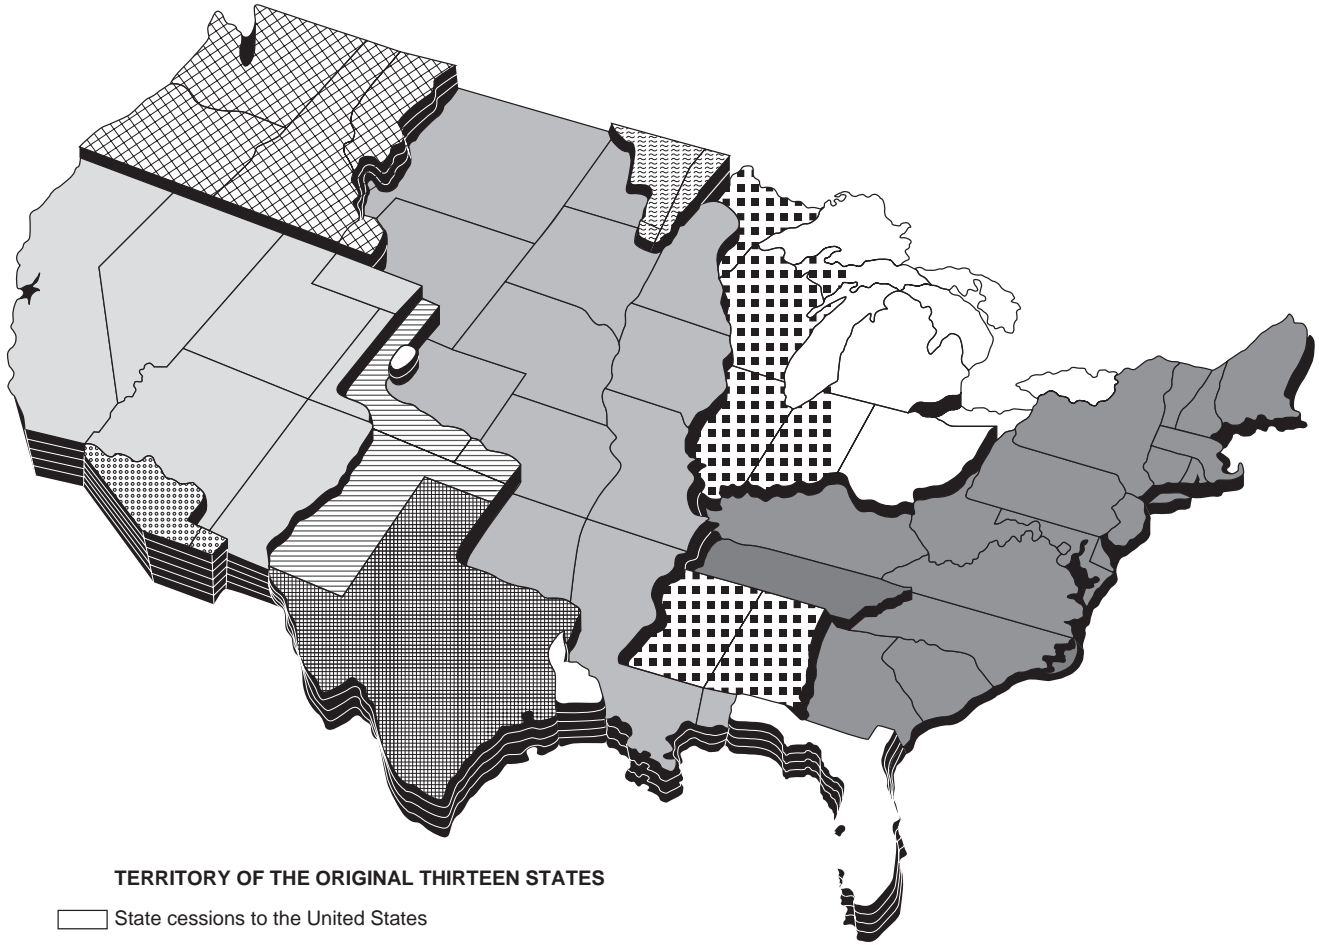 TERRITORY OF THE ORIGINAL THIRTEEN STATES
State cessions to the United States